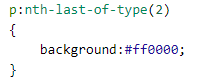 p:nth-last-of-type(2)
{
    background:#ff0000;
}